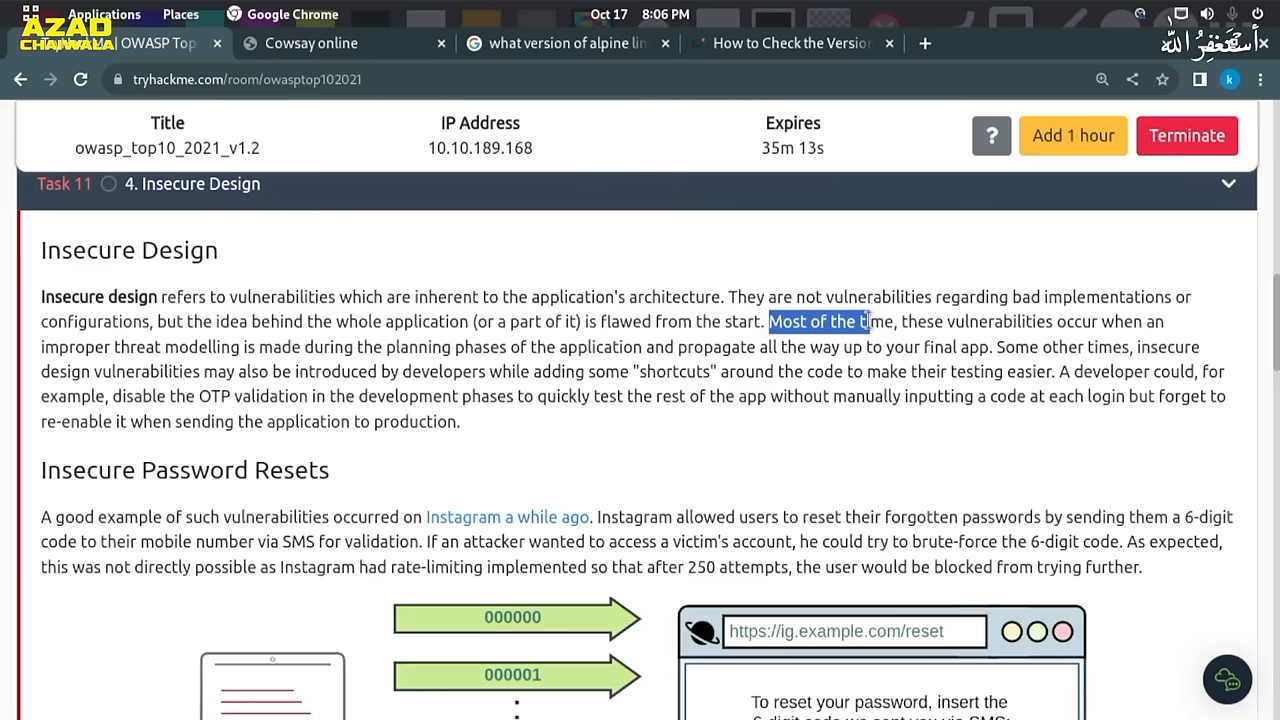 Applications Places Google Chrome Oct 17 8:06 PM
AZAD
CHAIWALA
OWASP Top
Cowsay online
what version of alpine lin
How to Check the Version
أستغفر الله
tryhackme.com/room/owasptop102021
k
Title IP Address Expires
owasp_top10_2021_v1.2 10.10.189.168 35m 13s
? Add 1 hour Terminate
Task 11 4. Insecure Design
Insecure Design
Insecure design refers to vulnerabilities which are inherent to the application's architecture. They are not vulnerabilities regarding bad implementations or
configurations, but the idea behind the whole application (or a part of it) is flawed from the start. Most of the time, these vulnerabilities occur when an
improper threat modelling is made during the planning phases of the application and propagate all the way up to your final app. Some other times, insecure
design vulnerabilities may also be introduced by developers while adding some "shortcuts" around the code to make their testing easier. A developer could, for
example, disable the OTP validation in the development phases to quickly test the rest of the app without manually inputting a code at each login but forget to
re-enable it when sending the application to production.
Insecure Password Resets
A good example of such vulnerabilities occurred on Instagram a while ago. Instagram allowed users to reset their forgotten passwords by sending them a 6-digit
code to their mobile number via SMS for validation. If an attacker wanted to access a victim's account, he could try to brute-force the 6-digit code. As expected,
this was not directly possible as Instagram had rate-limiting implemented so that after 250 attempts, the user would be blocked from trying further.
000000
https://ig.example.com/reset
000001
To reset your password, insert the
6-digit code we sent you via SMS: